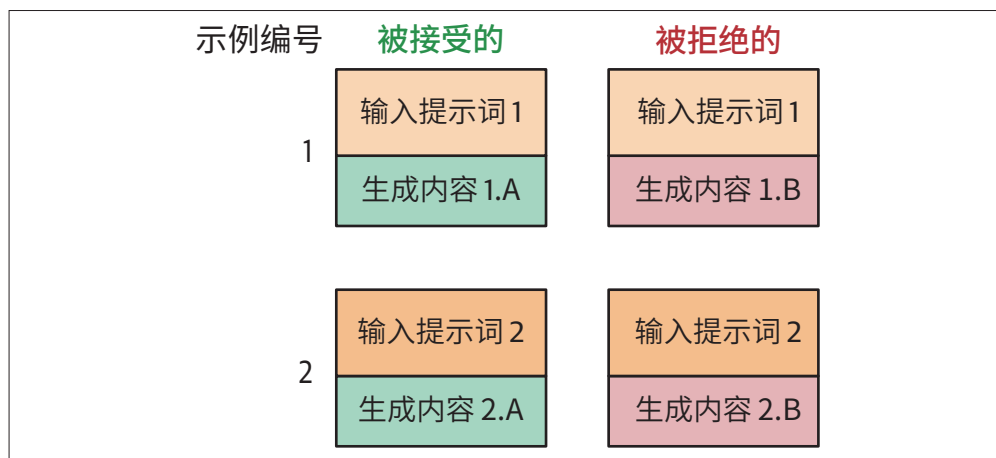 示例编号 被接受的 被拒绝的
输入提示词1 输入提示词1
1
生成内容1.A 生成内容1.B
输入提示词2 输入提示词2
2
生成内容2.A 生成内容2.B